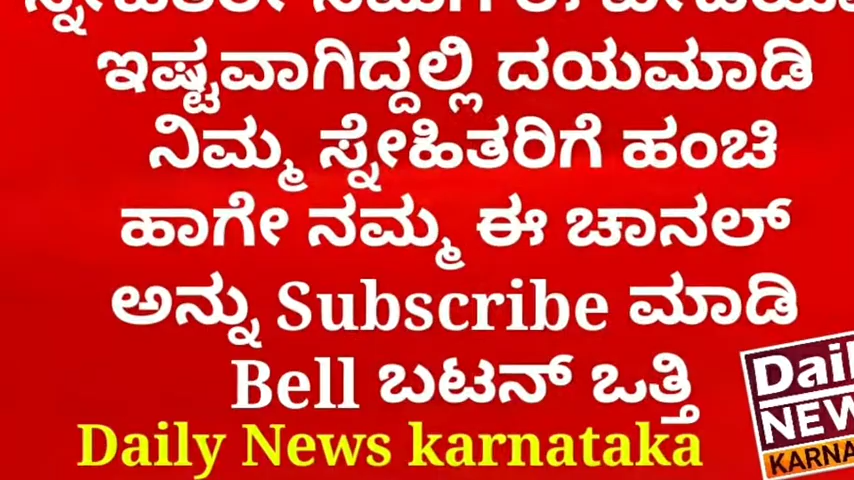 ಇಷ್ಟವಾಗಿದ್ದಲ್ಲಿ ದಯಮಾಡಿ
ನಿಮ್ಮ ಸ್ನೇಹಿತರಿಗೆ ಹಂಚಿ
ಹಾಗೇ ನಮ್ಮ ಈ ಚಾನಲ್
ಅನ್ನು Subscribe ಮಾಡಿ
Bell ಬಟನ್ ಒತ್ತಿ
Daily News karnataka
Dail
NEW
KARNA